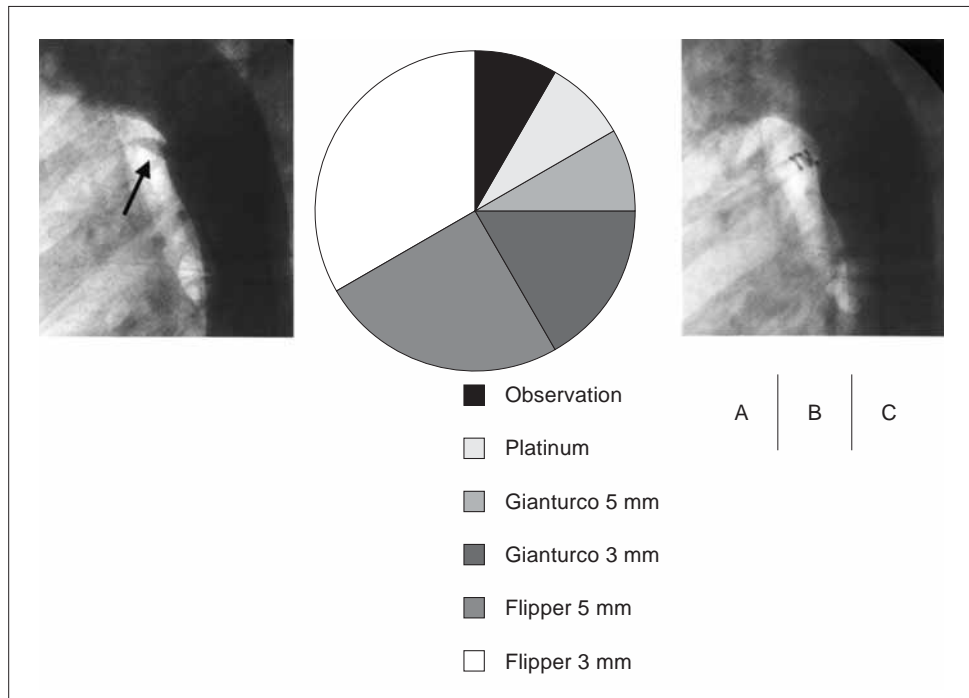 Observation
Platinum
Gianturco 5 mm
Gianturco 3 mm
Flipper 5 mm
Flipper 3 mm
A B C